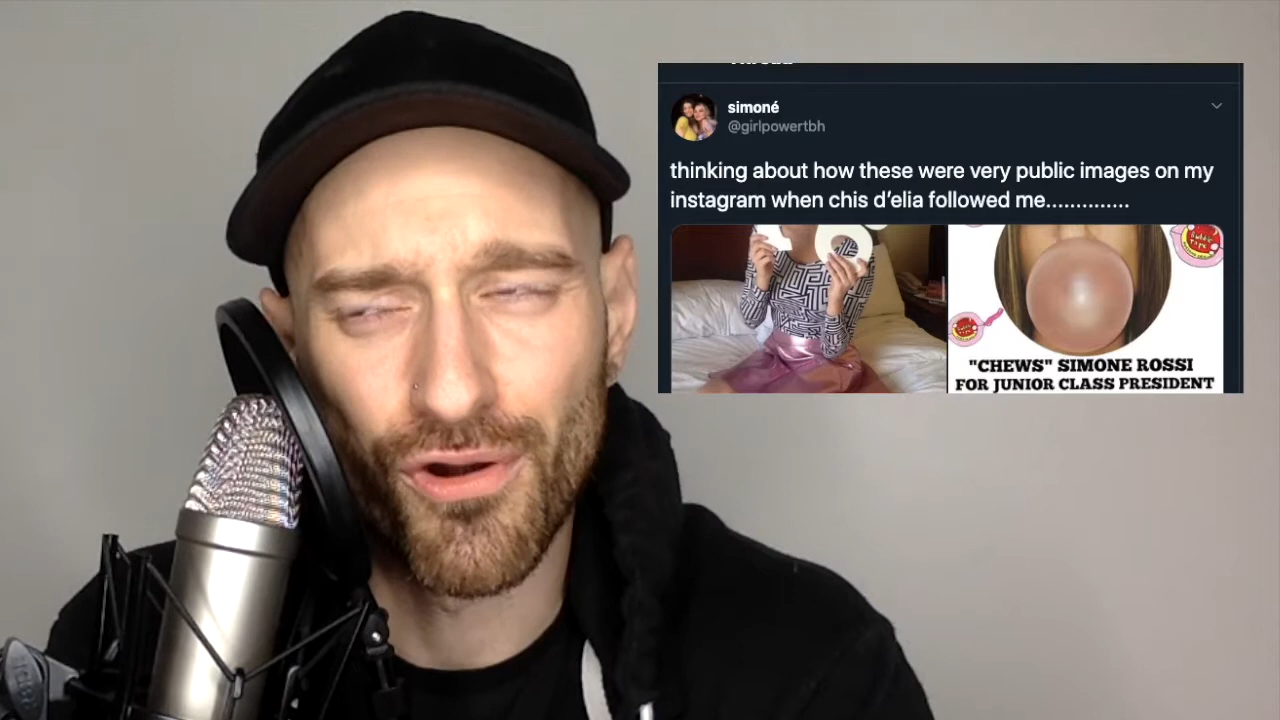 simoné
@girlpowertbh
thinking about how these were very public images on my
instagram when chis d'elia followed me..............
"CHEWS" SIMONE ROSSI
FOR JUNIOR CLASS PRESIDENT